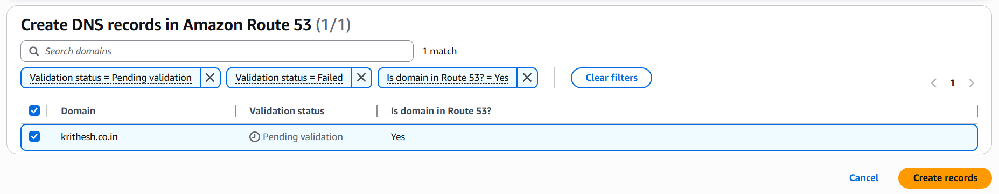 Create DNS records in Amazon Route 53 (1/1)
Search domains
1 match
Validation status = Pending validation
Validation status = Failed
Is domain in Route 53? = Yes
Clear filters
1
Domain
Validation status
Is domain in Route 53?
krithesh.co.in
Pending validation
Yes
Cancel
Create records